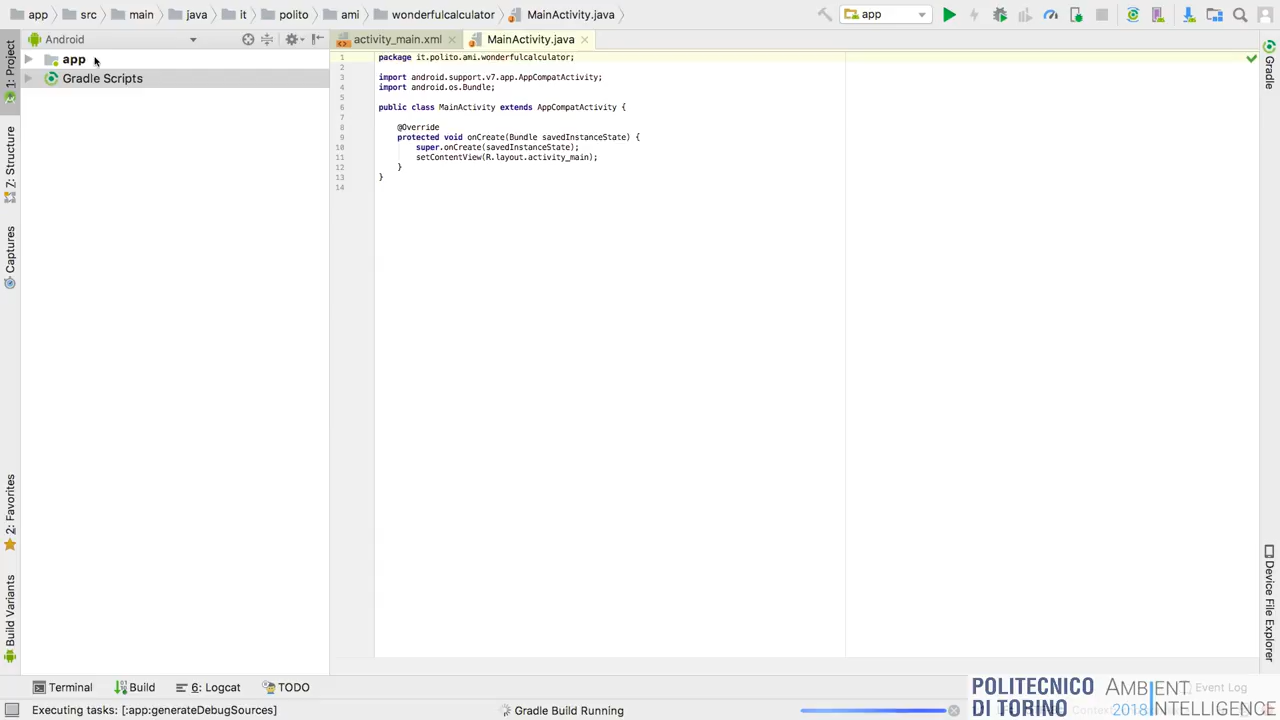 app src main java it polito ami wonderfulcalculator MainActivity.java app
Android
activity_main.xml MainActivity.java
app
Gradle Scripts
1: Project
7: Structure
Captures
2: Favorites
Build Variants
1 package it.polito.ami.wonderfulcalculator;
2
3 import android.support.v7.app.AppCompatActivity;
4 import android.os.Bundle;
5
6 public class MainActivity extends AppCompatActivity {
7
8 @Override
9 protected void onCreate(Bundle savedInstanceState) {
10 super.onCreate(savedInstanceState);
11 setContentView(R.layout.activity_main);
12 }
13 }
14
Gradle
Device File Explorer
Terminal Build 6: Logcat TODO Event Log
Executing tasks: [:app:generateDebugSources] Gradle Build Running
POLITECNICO
DI TORINO
AMBIENT
2018 INTELLIGENCE